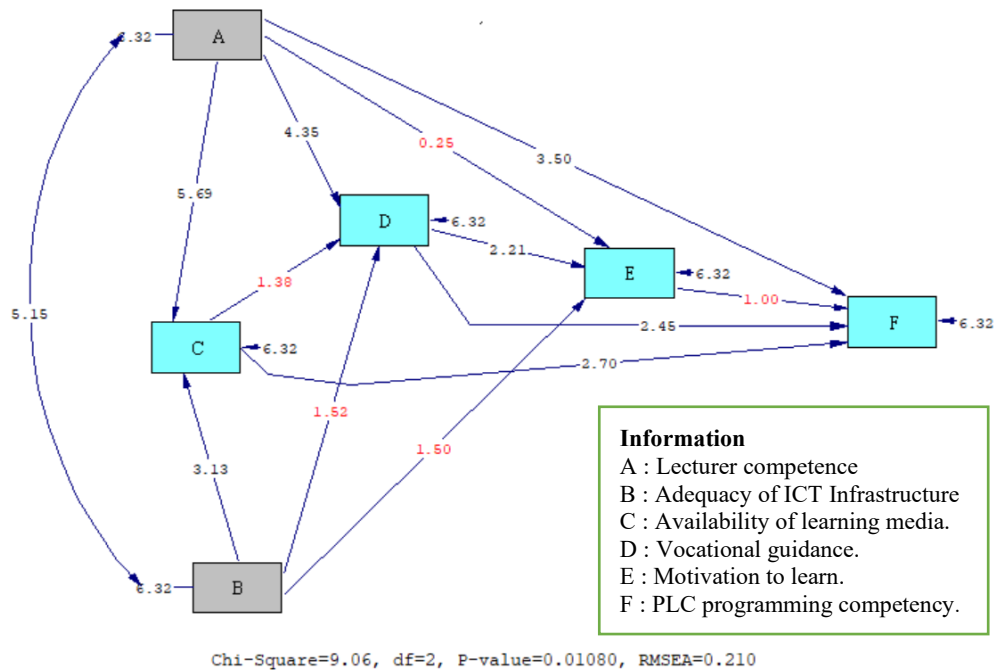 6.32
A
4.35
0.25
3.50
5.69
D
6.32
2.21
E
6.32
1.38
1.00
5.15
2.45
F
6.32
C
6.32
2.70
1.52
1.50
3.13
6.32
B
Information
A : Lecturer competence
B : Adequacy of ICT Infrastructure
C : Availability of learning media.
D : Vocational guidance.
E : Motivation to learn.
F : PLC programming competency.
Chi-Square=9.06, df=2, P-value=0.01080, RMSEA=0.210